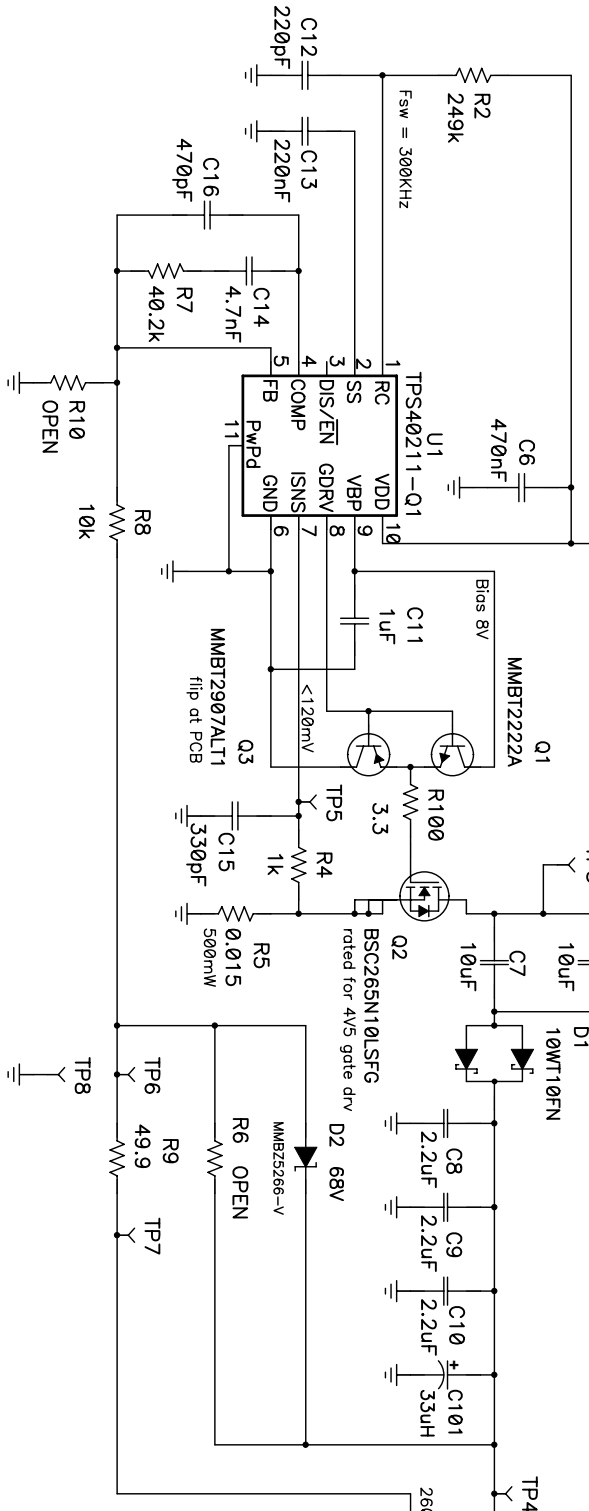 C12
220pF
R2
249k
Fsw = 300KHz
C13
220nF
C16
470pF
C14
4.7nF
R7
40.2k
R10
OPEN
R8
10k
C6
470nF
U1
TPS40211-Q1
1
RC
2
SS
3
DIS/EN
4
COMP
5
FB
VDD
10
VBP
9
GDRV
8
ISNS
7
GND
6
PwPd
11
Bias 8V
C11
1uF
MMBT2222A
Q1
MMBT2907ALT1
flip at PCB
Q3
<120mV
TP5
R100
3.3
C15
330pF
R4
1k
R5
0.015
500mW
Q2
BSC265N10LSFG
rated for 4V5 gate drv
C7
10uF
10uF
D1
10WT10FN
C8
2.2uF
C9
2.2uF
C10
2.2uF
+
C101
33uH
D2
68V
MMBZ5266-V
R6
OPEN
TP6
TP8
R9
49.9
TP7
TP4